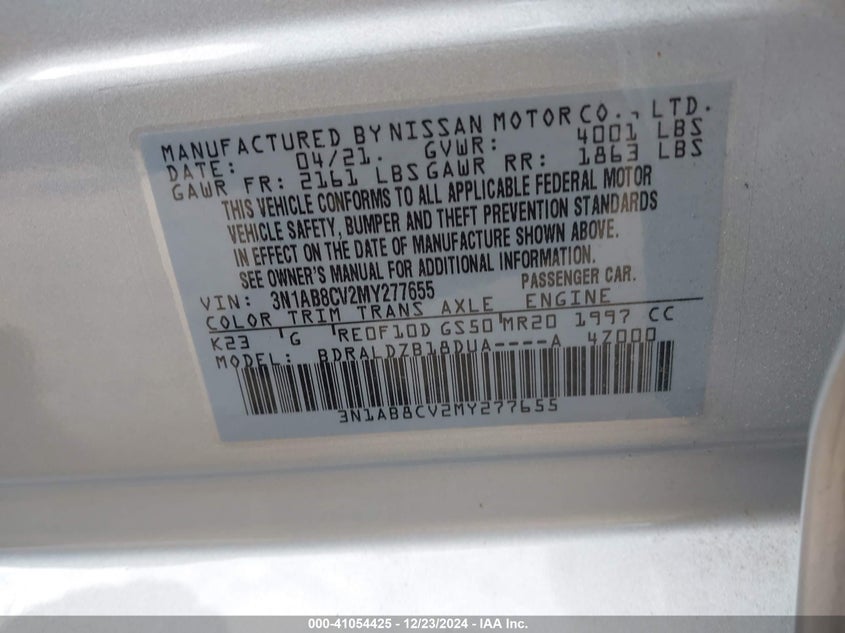 MANUFACTURED BY NISSAN MOTOR CO., LTD.
DATE: 04/21. GVWR: 4001 LBS
GAWR FR: 2161 LBS GAWR RR: 1863 LBS
THIS VEHICLE CONFORMS TO ALL APPLICABLE FEDERAL MOTOR
VEHICLE SAFETY, BUMPER AND THEFT PREVENTION STANDARDS
IN EFFECT ON THE DATE OF MANUFACTURE SHOWN ABOVE.
SEE OWNER'S MANUAL FOR ADDITIONAL INFORMATION.
VIN: 3N1AB8CV2MY277655 PASSENGER CAR.
COLOR TRIM TRANS AXLE ENGINE
K23 G RE0F10D GS50 MR20 1997 CC
MODEL: BDRALDZB18DUA----A 4Z000
3N1AB8CV2MY277655
000-41054425 - 12/23/2024 - IAA Inc.